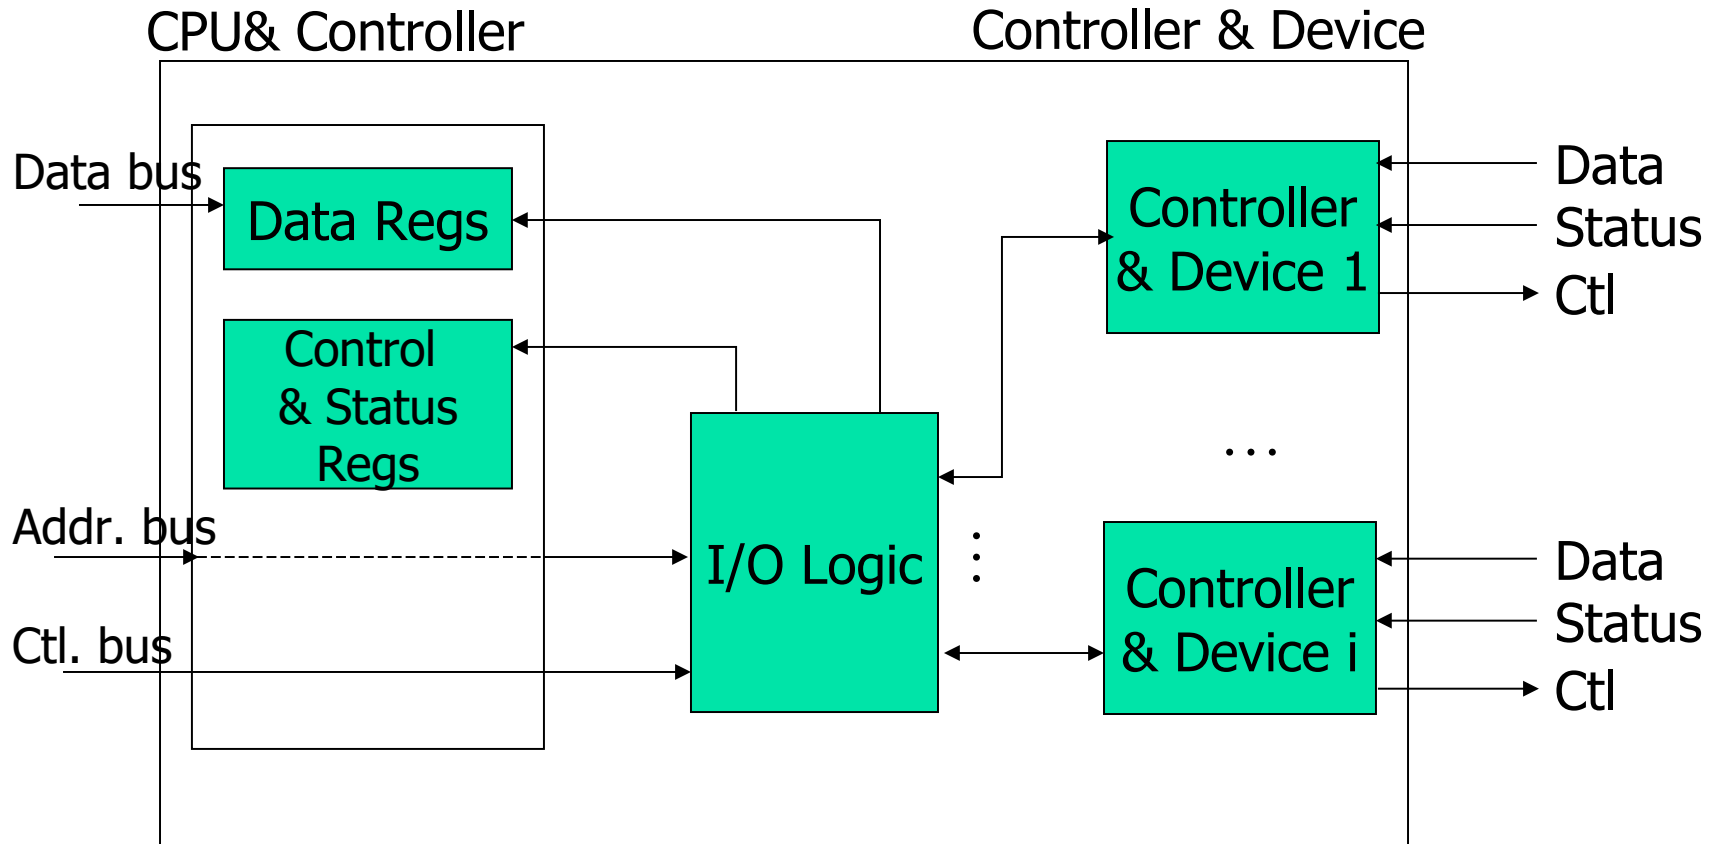 CPU& Controller
Controller & Device
Data bus
Data Regs
Control
& Status
Regs
Addr. bus
Ctl. bus
I/O Logic
Controller
& Device 1
Data
Status
Ctl
...
...
Controller
& Device i
Data
Status
Ctl